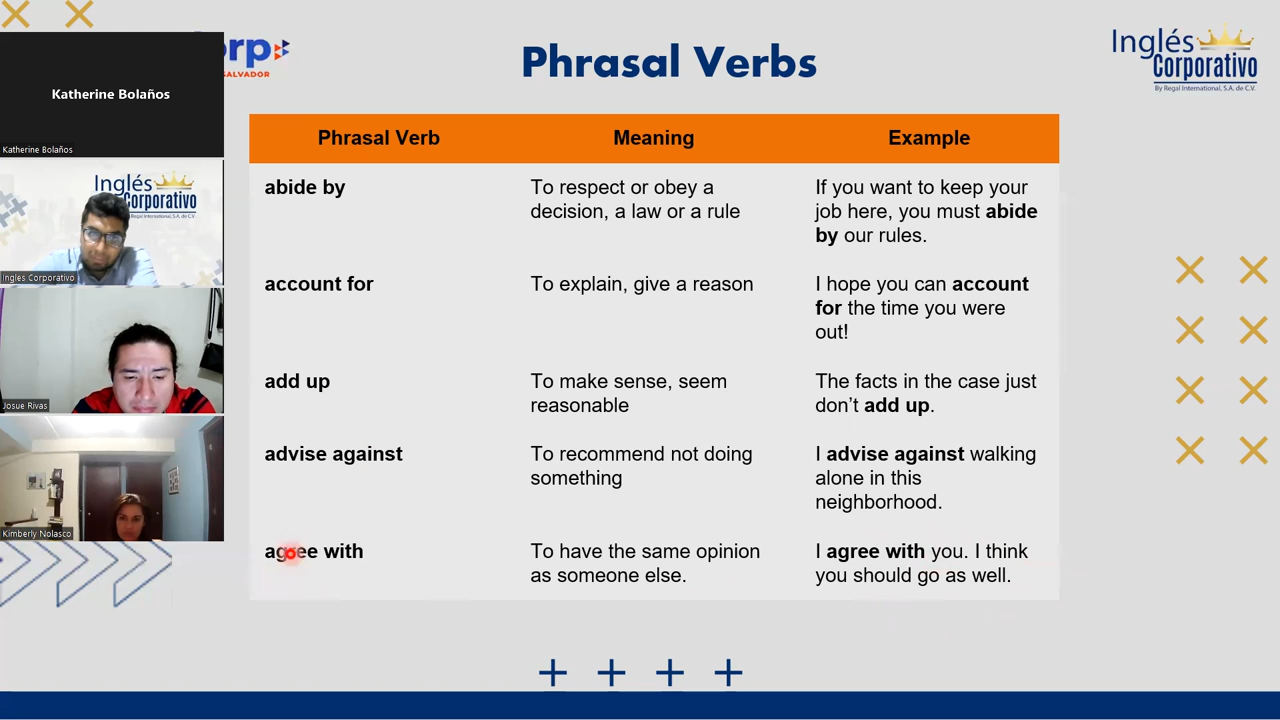 Katherine Bolaños
Katherine Bolaños
Inglés
Corporativo
By Regal International, S.A. de C.V.
Ingles Corporativo
Josue Rivas
Kimberly Nolasco
orp
SALVADOR
Phrasal Verbs
Inglés
Corporativo
By Regal International, S.A. de C.V.
Phrasal Verb Meaning Example
abide by
To respect or obey a
decision, a law or a rule
If you want to keep your
job here, you must abide
by our rules.
account for
To explain, give a reason
I hope you can account
for the time you were
out!
add up
To make sense, seem
reasonable
The facts in the case just
don’t add up.
advise against
To recommend not doing
something
I advise against walking
alone in this
neighborhood.
agree with
To have the same opinion
as someone else.
I agree with you. I think
you should go as well.